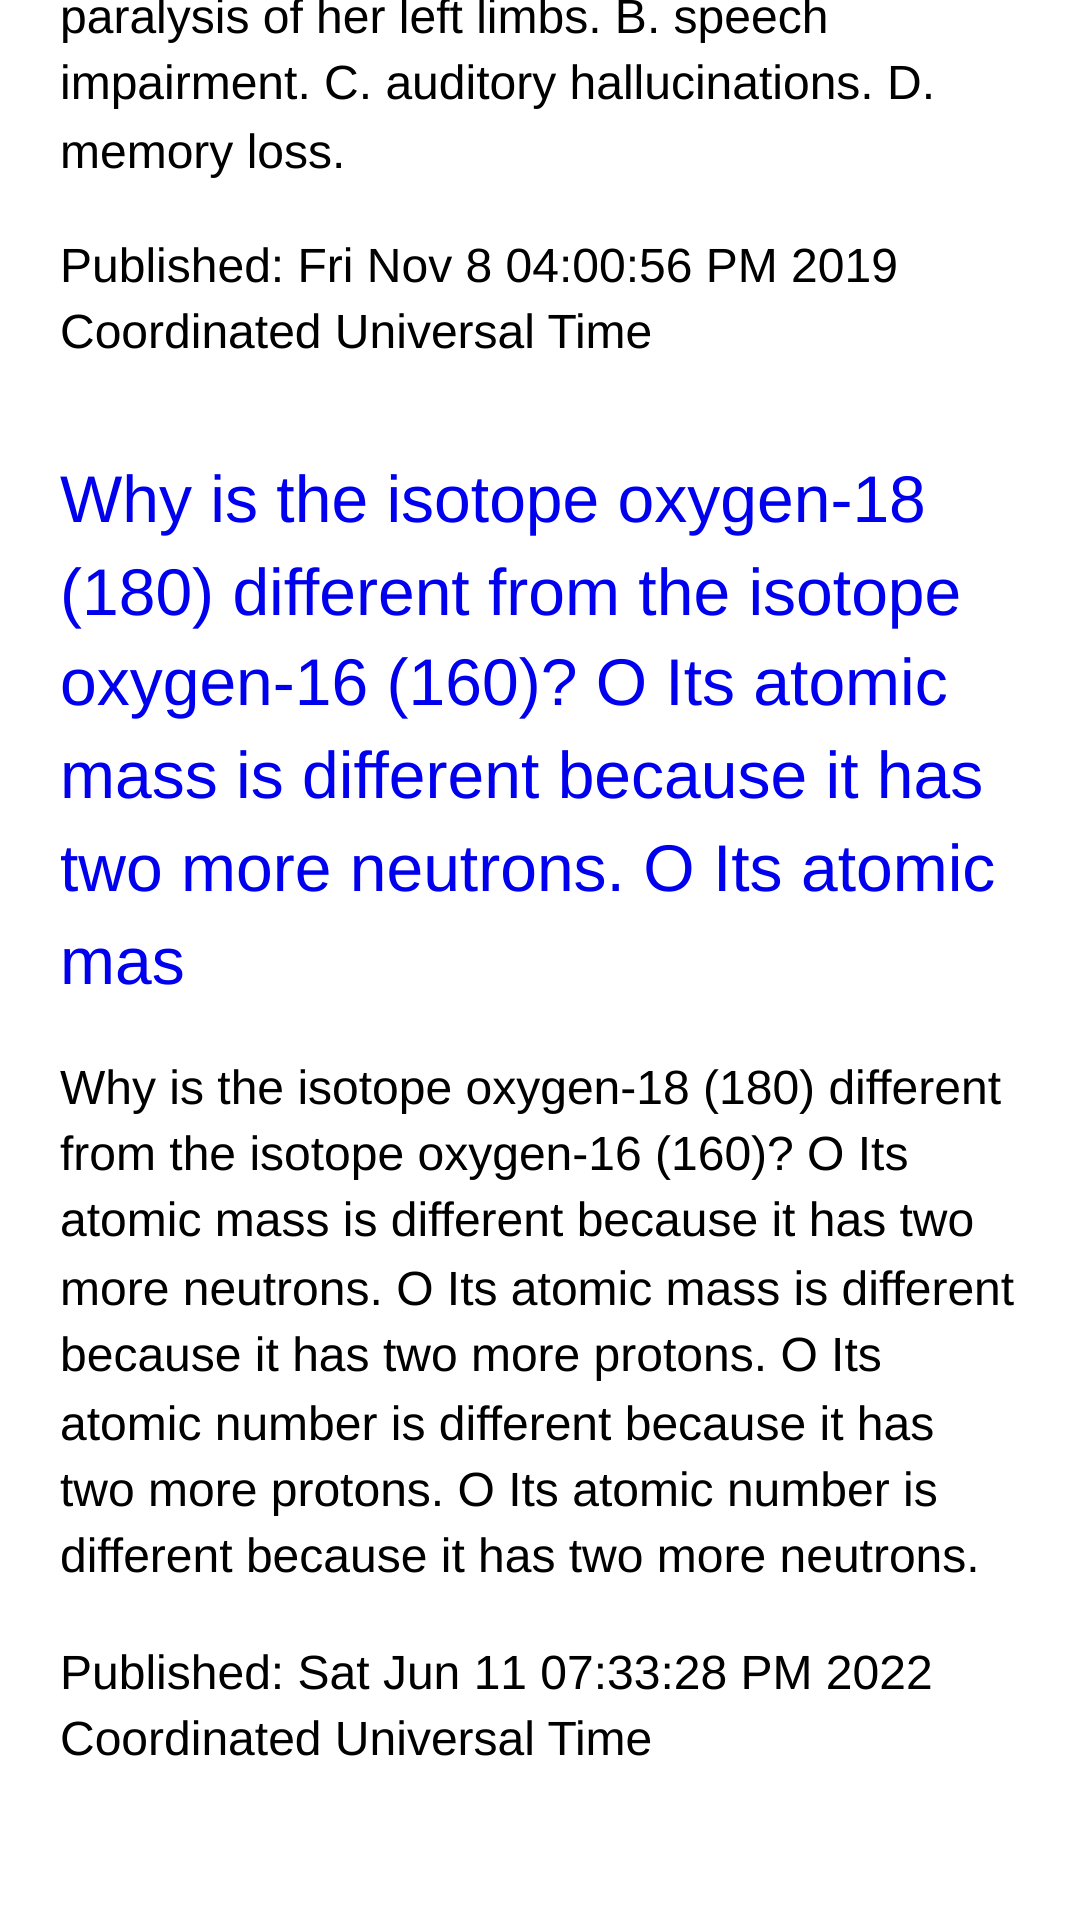 paralysis of her left limbs. B. speech
impairment. C. auditory hallucinations. D.
memory loss.
Published: Fri Nov 8 04:00:56 PM 2019
Coordinated Universal Time
Why is the isotope oxygen-18
(180) different from the isotope
oxygen-16 (160)? O Its atomic
mass is different because it has
two more neutrons. O Its atomic
mas
Why is the isotope oxygen-18 (180) different
from the isotope oxygen-16 (160)? O Its
atomic mass is different because it has two
more neutrons. O Its atomic mass is different
because it has two more protons. O Its
atomic number is different because it has
two more protons. O Its atomic number is
different because it has two more neutrons.
Published: Sat Jun 11 07:33:28 PM 2022
Coordinated Universal Time